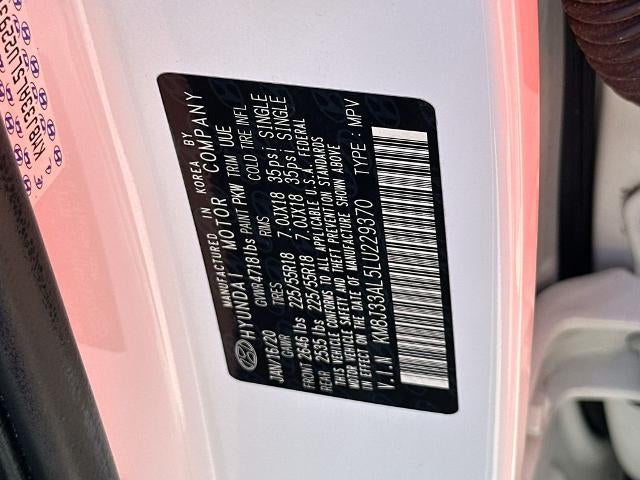 MANUFACTURED IN KOREA BY
HYUNDAI MOTOR COMPANY
JAN/16/20 GVWR 4718 lbs PAINT PKW TRIM UUE
GAWR TIRES RIMS COLD TIRE INFL
FRONT 2646 lbs 225/55R18 7.0JX18 35psi SINGLE
REAR 2535 lbs 225/55R18 7.0JX18 35psi SINGLE
THIS VEHICLE CONFORMS TO ALL APPLICABLE U.S.A. FEDERAL
MOTOR VEHICLE SAFETY AND THEFT PREVENTION STANDARDS
IN EFFECT ON THE DATE OF MANUFACTURE SHOWN ABOVE
V.I.N KM8J33AL5LU229370 TYPE : MPV